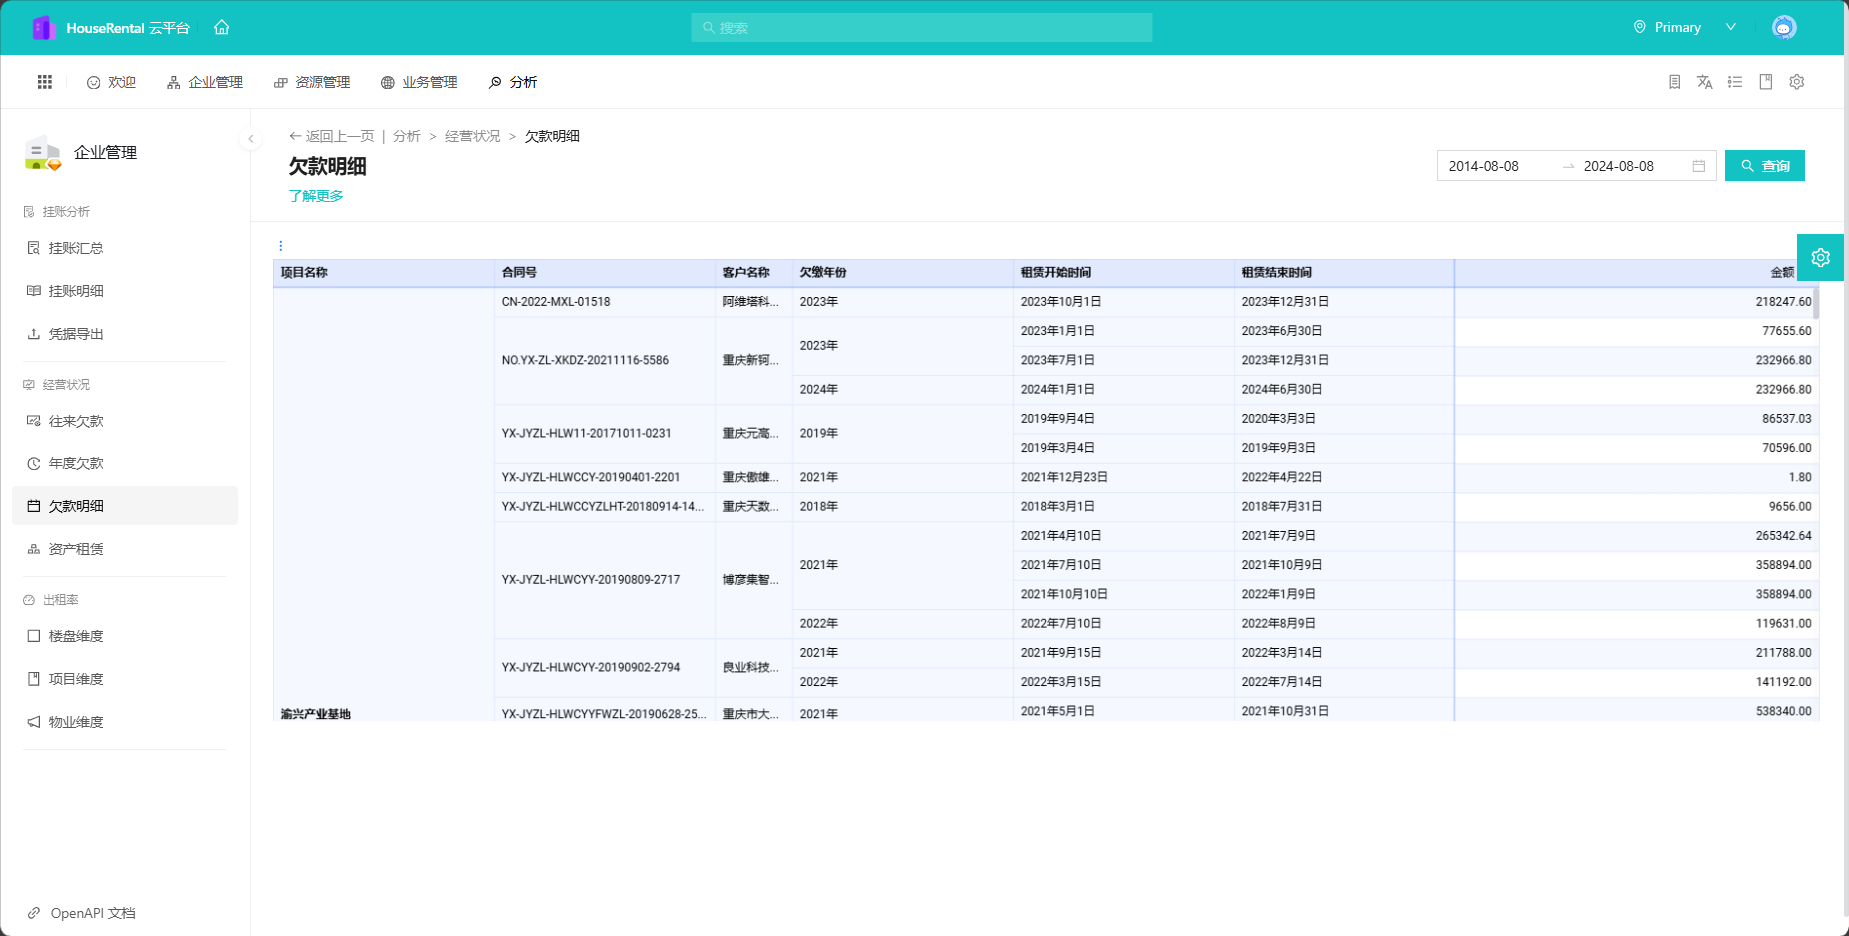 HouseRental 云平台
搜索
Primary
欢迎 企业管理 资源管理 业务管理 分析
企业管理
挂账分析
挂账汇总
挂账明细
凭据导出
经营状况
往来欠款
年度欠款
欠款明细
资产租赁
出租率
楼盘维度
项目维度
物业维度
OpenAPI 文档
返回上一页 | 分析 > 经营状况 > 欠款明细
欠款明细
了解更多
2014-08-08 → 2024-08-08 查询
项目名称 合同号 客户名称 欠缴年份 租赁开始时间 租赁结束时间 金额
CN-2022-MXL-01518 阿维塔科... 2023年 2023年10月1日 2023年12月31日 218247.60
2023年1月1日 2023年6月30日 77655.60
2023年
NO.YX-ZL-XKDZ-20211116-5586 重庆新钶... 2023年7月1日 2023年12月31日 232966.80
2024年 2024年1月1日 2024年6月30日 232966.80
2019年9月4日 2020年3月3日 86537.03
YX-JYZL-HLW11-20171011-0231 重庆元高... 2019年
2019年3月4日 2019年9月3日 70596.00
YX-JYZL-HLWCCY-20190401-2201 重庆傲雄... 2021年 2021年12月23日 2022年4月22日 1.80
YX-JYZL-HLWCCYZLHT-20180914-14... 重庆天数... 2018年 2018年3月1日 2018年7月31日 9656.00
2021年4月10日 2021年7月9日 265342.64
2021年 2021年7月10日 2021年10月9日 358894.00
YX-JYZL-HLWCYY-20190809-2717 博彦集智...
2021年10月10日 2022年1月9日 358894.00
2022年 2022年7月10日 2022年8月9日 119631.00
2021年 2021年9月15日 2022年3月14日 211788.00
YX-JYZL-HLWCYY-20190902-2794 良业科技...
2022年 2022年3月15日 2022年7月14日 141192.00
渝兴产业基地 YX-JYZL-HLWCYYFWZL-20190628-25... 重庆市大... 2021年 2021年5月1日 2021年10月31日 538340.00